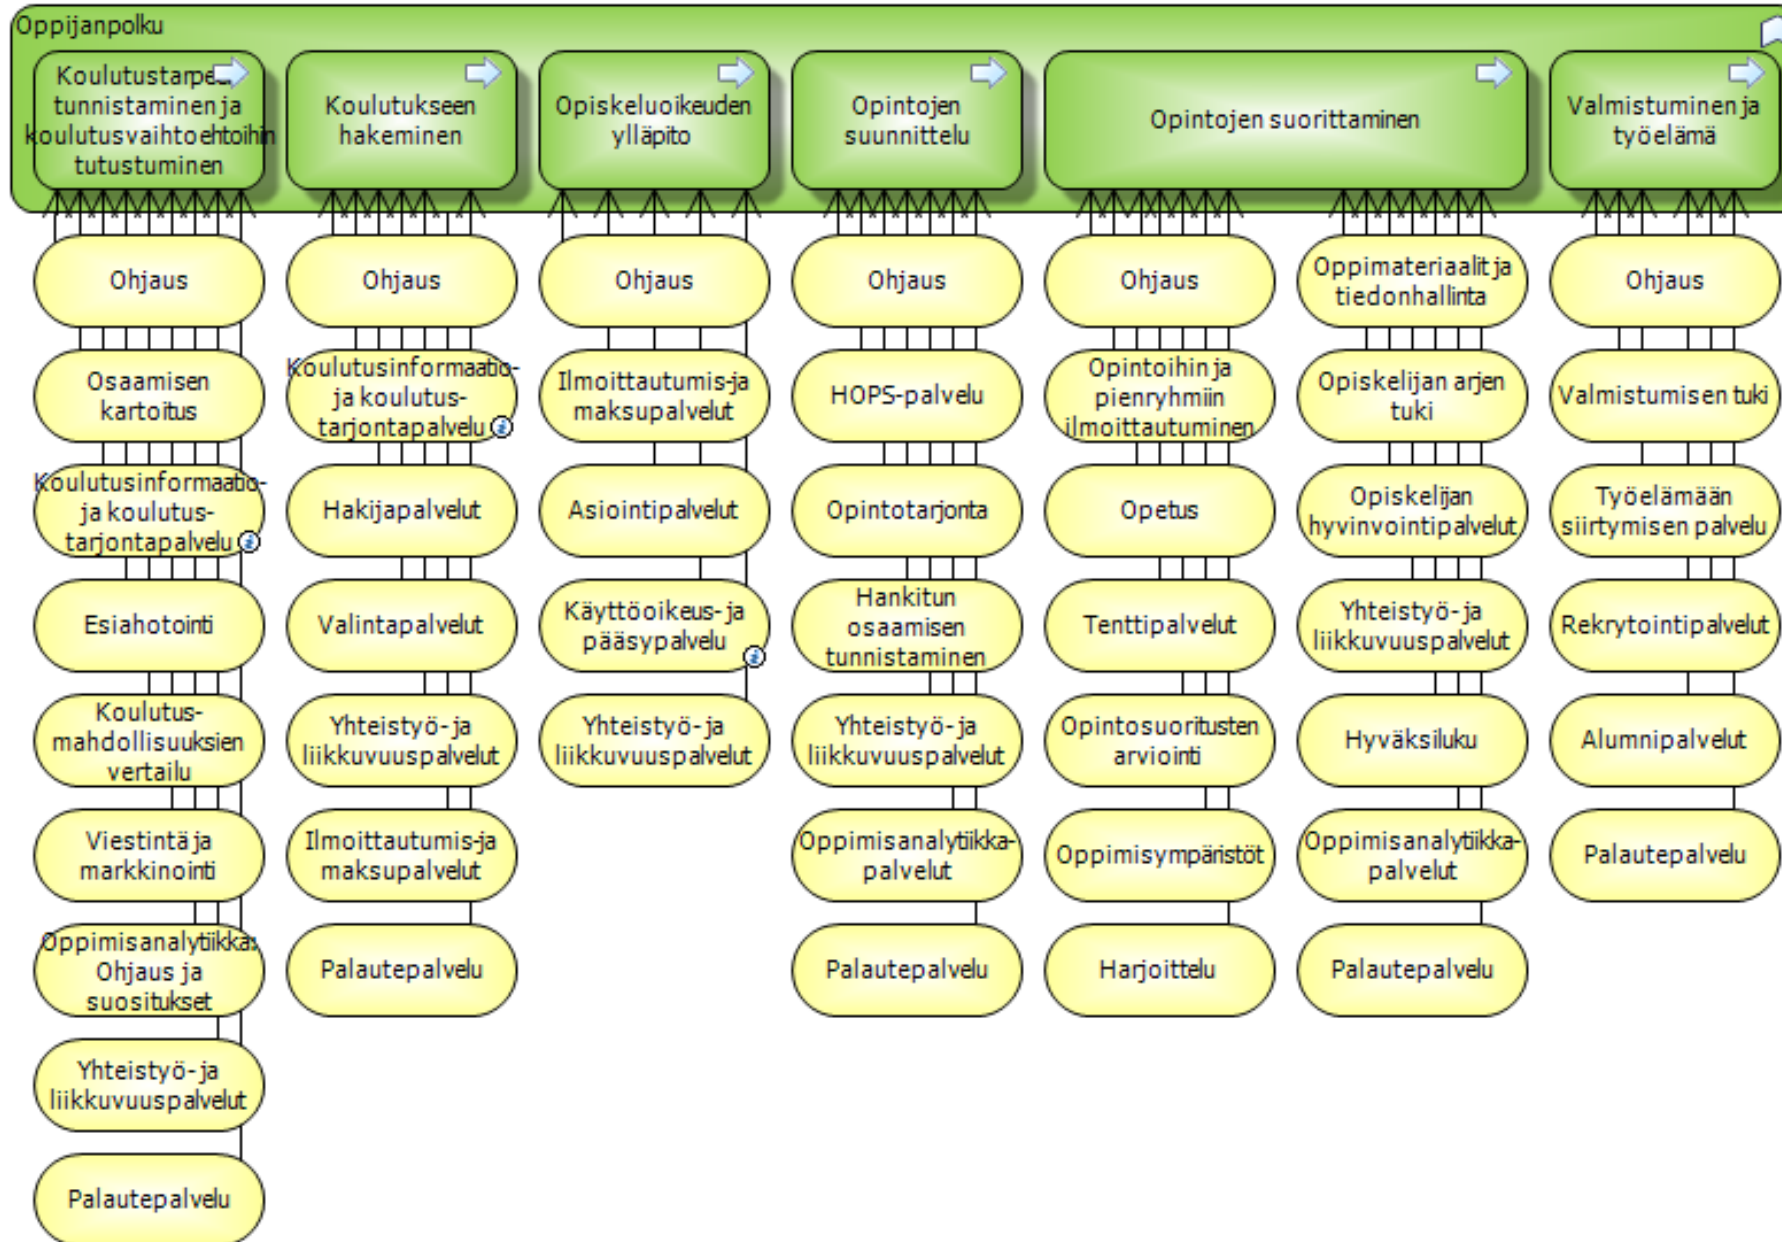 Oppijanpolku
Koulutustarpeen
tunnistaminen ja
koulutusvaihtoehtoihin
tutustuminen
Koulutukseen
hakeminen
Opiskeluoikeuden
ylläpito
Opintojen
suunnittelu
Opintojen suorittaminen
Valmistuminen ja
työelämä
Ohjaus
Osaamisen
kartoitus
Koulutusinformaatio-
ja koulutus-
tarjontapalvelu
Esiahotointi
Koulutus-
mahdollisuuksien
vertailu
Viestintä ja
markkinointi
Oppimisanalytiikka:
Ohjaus ja
suositukset
Yhteistyö- ja
liikkuvuuspalvelut
Palautepalvelu
Ohjaus
Koulutusinformaatio-
ja koulutus-
tarjontapalvelu
Hakijapalvelut
Valintapalvelut
Yhteistyö- ja
liikkuvuuspalvelut
Ilmoittautumis-ja
maksupalvelut
Palautepalvelu
Ohjaus
Ilmoittautumis-ja
maksupalvelut
Asiointipalvelut
Käyttöoikeus- ja
pääsypalvelu
Yhteistyö- ja
liikkuvuuspalvelut
Ohjaus
HOPS-palvelu
Opintotarjonta
Hankitun
osaamisen
tunnistaminen
Yhteistyö- ja
liikkuvuuspalvelut
Oppimisanalytiikka-
palvelut
Palautepalvelu
Ohjaus
Opintoihin ja
pienryhmiin
ilmoittautuminen
Opetus
Tenttipalvelut
Opintosuoritusten
arviointi
Oppimisympäristöt
Harjoittelu
Oppimateriaalit ja
tiedonhallinta
Opiskelijan arjen
tuki
Opiskelijan
hyvinvointipalvelut
Yhteistyö- ja
liikkuvuuspalvelut
Hyväksiluku
Oppimisanalytiikka-
palvelut
Palautepalvelu
Ohjaus
Valmistumisen tuki
Työelämään
siirtymisen palvelu
Rekrytointipalvelut
Alumnipalvelut
Palautepalvelu